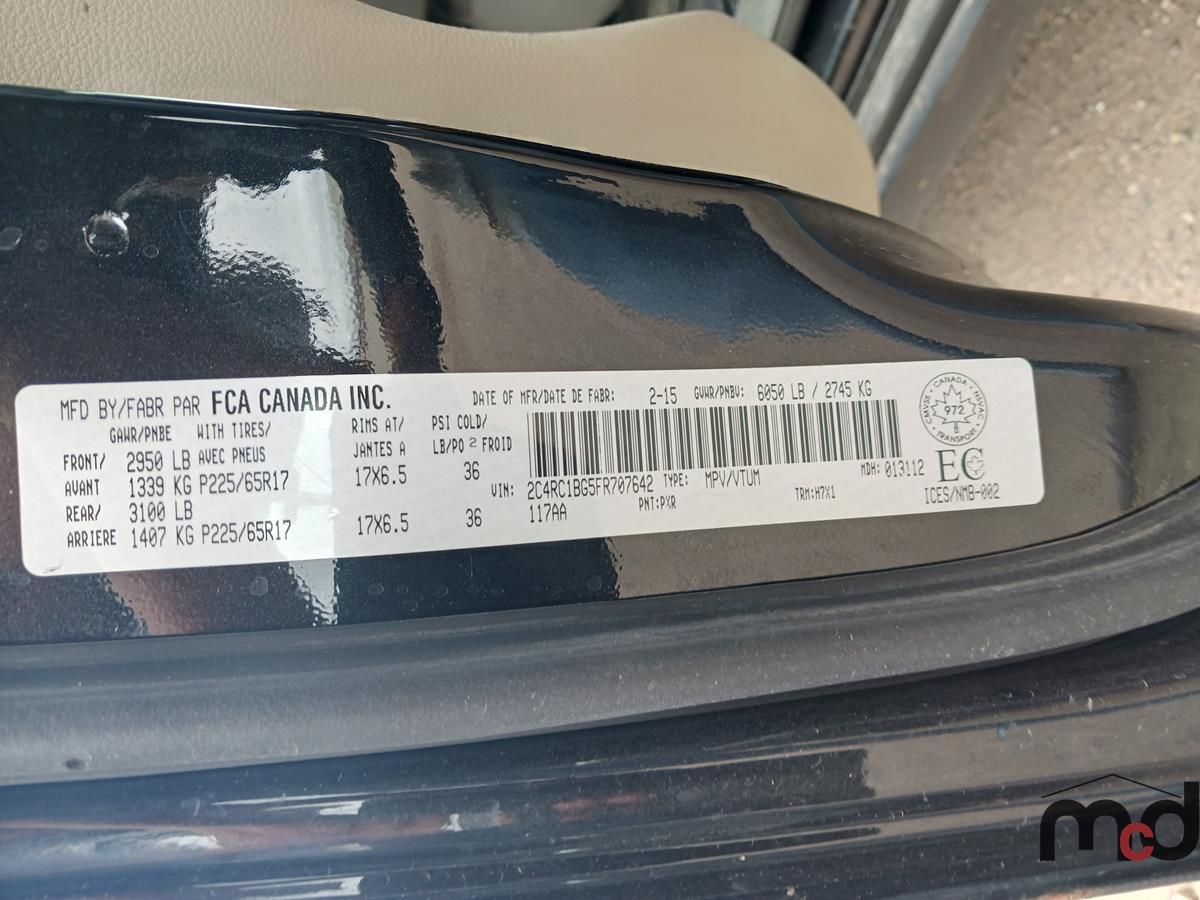 MFD BY/FABR PAR FCA CANADA INC. DATE OF MFR/DATE DE FABR: 2-15 GVWR/PNBV: 6050 LB / 2745 KG
GAWR/PNBE WITH TIRES/ RIMS AT/ PSI COLD/
AVEC PNEUS JANTES A LB/PO 2 FROID
FRONT/ 2950 LB
AVANT 1339 KG P225/65R17 17X6.5 36
REAR/ 3100 LB
ARRIERE 1407 KG P225/65R17 17X6.5 36
VIN: 2C4RC1BG5FR707642 TYPE: MPV/VTUM MDH: 013112
117AA PNT:PXR TRM:H7X1
CANADA
CMVSS 972 NSVAC
TRANSPORT
EC
ICES/NMB-002
mcd